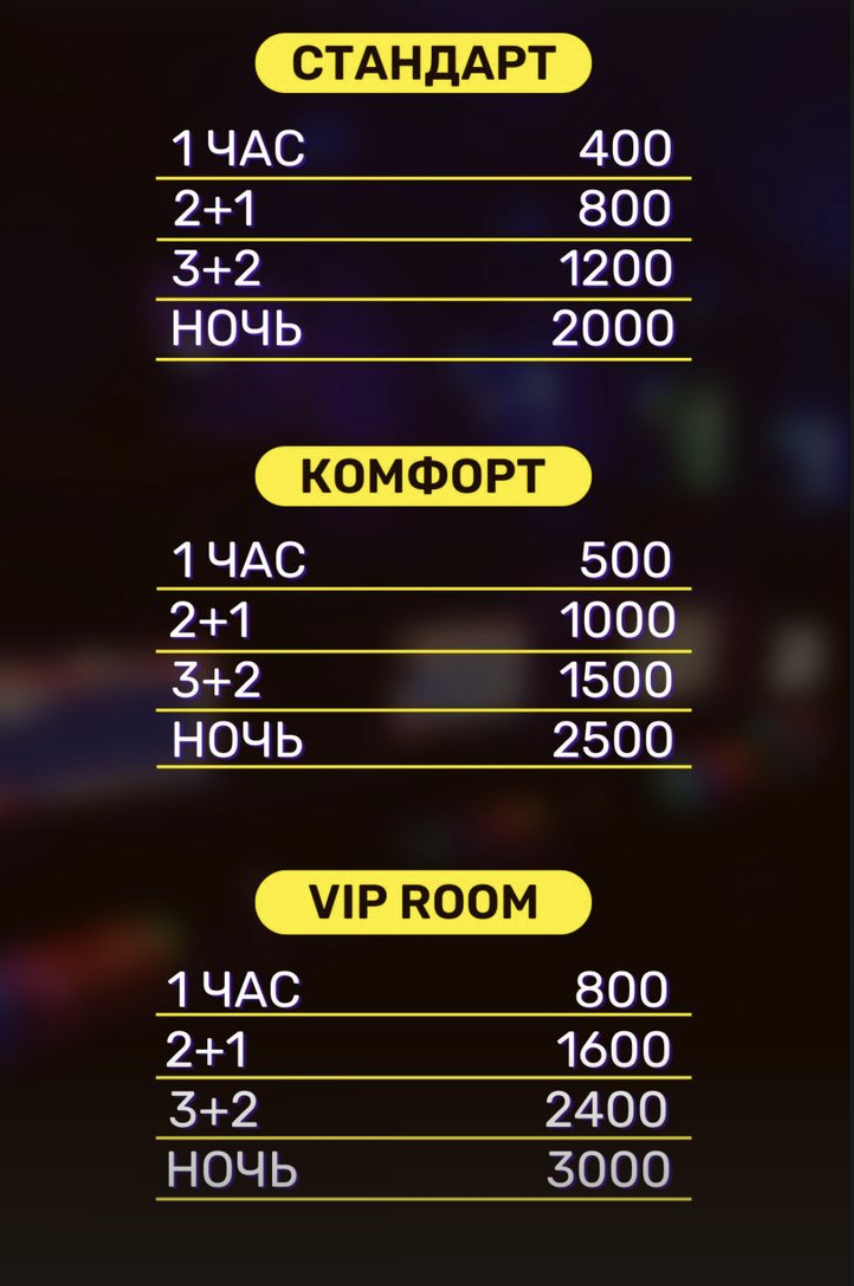 СТАНДАРТ
1 ЧАС 400
2+1 800
3+2 1200
НОЧЬ 2000
КОМФОРТ
1 ЧАС 500
2+1 1000
3+2 1500
НОЧЬ 2500
VIP ROOM
1 ЧАС 800
2+1 1600
3+2 2400
НОЧЬ 3000